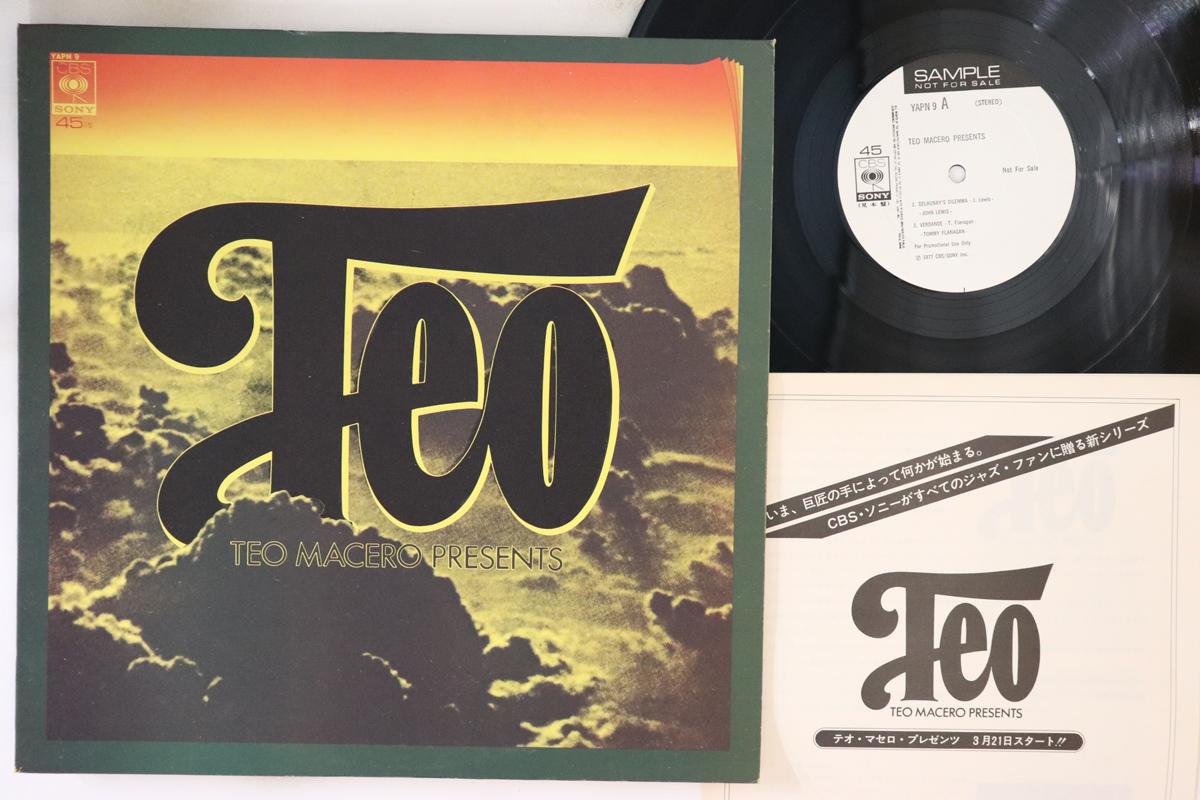 YAPN 9
CBS
SONY
45
Teo
TEO MACERO PRESENTS
SAMPLE
NOT FOR SALE
YAPN 9 A (STEREO)
TEO MACERO PRESENTS
45
CBS
SONY
(見本盤)
Not For Sale
1. DELAUNAY'S DILEMMA - J. Lewis -
- JOHN LEWIS -
2. VERDANDE - T. Flanagan -
- TOMMY FLANAGAN -
For Promotional Use Only
Ⓟ 1977 CBS/SONY Inc.
いま、巨匠の手によって何かが始まる。
CBS・ソニーがすべてのジャズ・ファンに贈る新シリーズ
Teo
TEO MACERO PRESENTS
テオ・マセロ・プレゼンツ 3月21日スタート!!